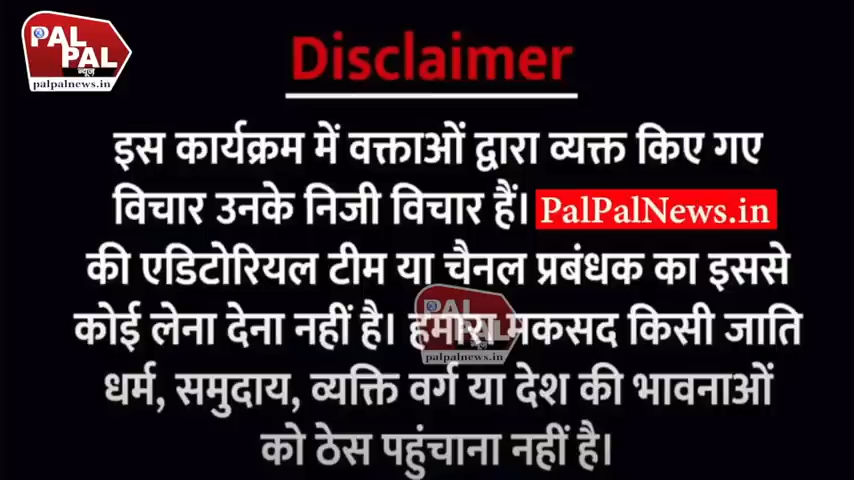 PAL
PAL
न्यूज़
palpalnews.in
Disclaimer
इस कार्यक्रम में वक्ताओं द्वारा व्यक्त किए गए
विचार उनके निजी विचार हैं। PalPalNews.in
की एडिटोरियल टीम या चैनल प्रबंधक का इससे
कोई लेना देना नहीं है। हमारा मकसद किसी जाति
धर्म, समुदाय, व्यक्ति वर्ग या देश की भावनाओं
को ठेस पहुंचाना नहीं है।
PAL
PAL
न्यूज़
palpalnews.in